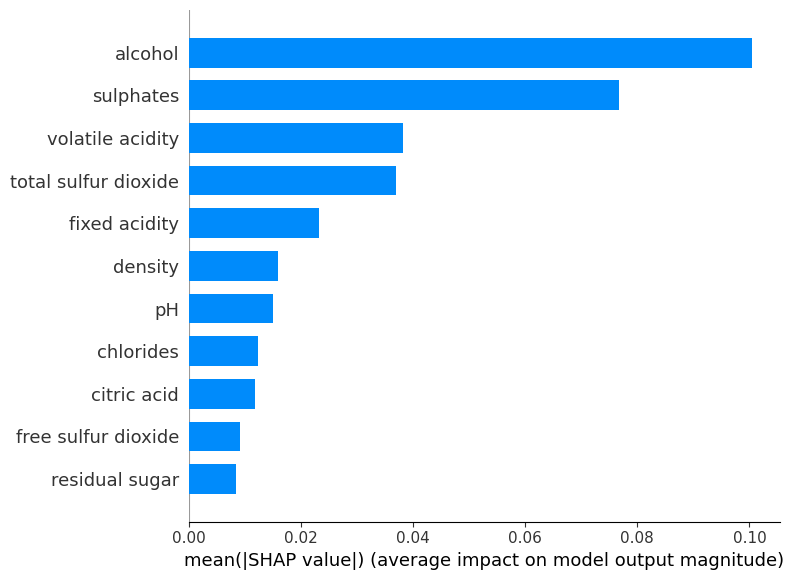 alcohol
sulphates
volatile acidity
total sulfur dioxide
fixed acidity
density
pH
chlorides
citric acid
free sulfur dioxide
residual sugar
0.00 0.02 0.04 0.06 0.08 0.10
mean(|SHAP value|) (average impact on model output magnitude)